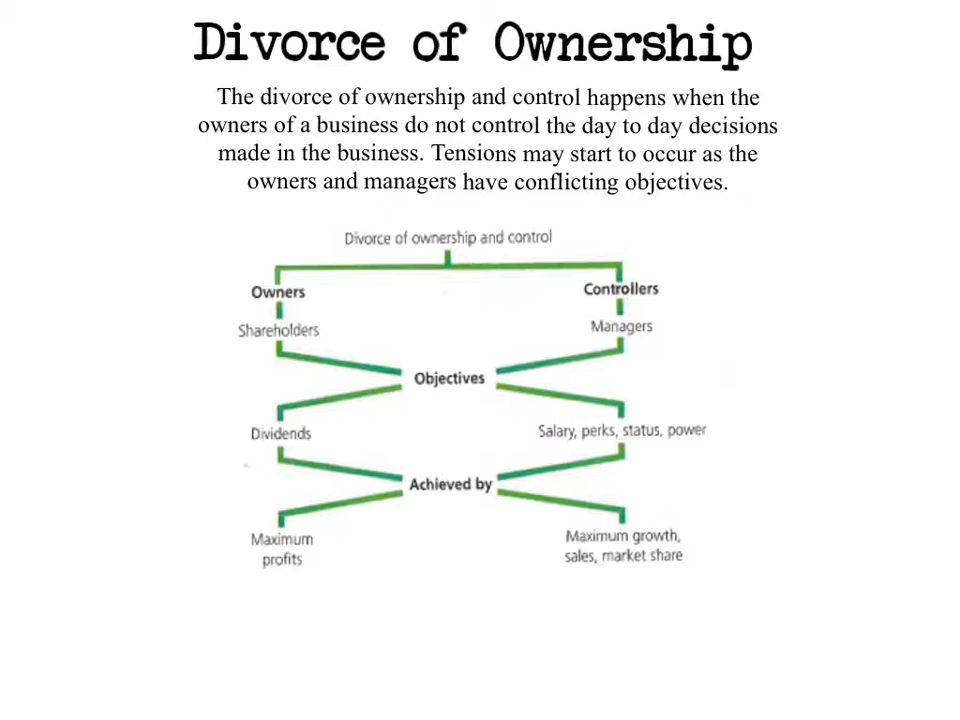 Divorce of Ownership
The divorce of ownership and control happens when the
owners of a business do not control the day to day decisions
made in the business. Tensions may start to occur as the
owners and managers have conflicting objectives.
Divorce of ownership and control
Owners
Controllers
Shareholders
Managers
Objectives
Dividends
Salary, perks, status, power
Achieved by
Maximum
profits
Maximum growth,
sales, market share